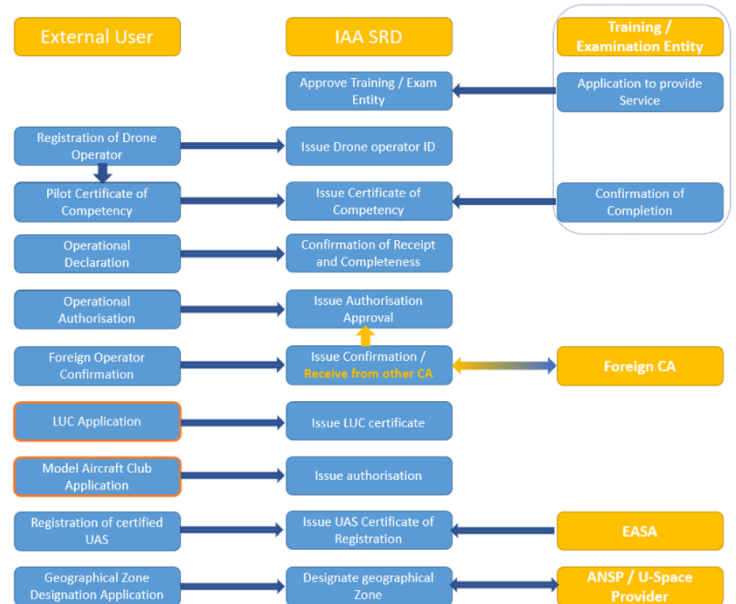 External User
IAA SRD
Training /
Examination Entity
Approve Training / Exam
Entity
Application to provide
Service
Registration of Drone
Operator
Issue Drone operator ID
Pilot Certificate of
Competency
Issue Certificate of
Competency
Confirmation of
Completion
Operational
Declaration
Confirmation of Receipt
and Completeness
Operational
Authorisation
Issue Authorisation
Approval
Foreign Operator
Confirmation
Issue Confirmation /
Receive from other CA
Foreign CA
LUC Application
Issue LUC certificate
Model Aircraft Club
Application
Issue authorisation
Registration of certified
UAS
Issue UAS Certificate of
Registration
EASA
Geographical Zone
Designation Application
Designate geographical
Zone
ANSP / U-Space
Provider